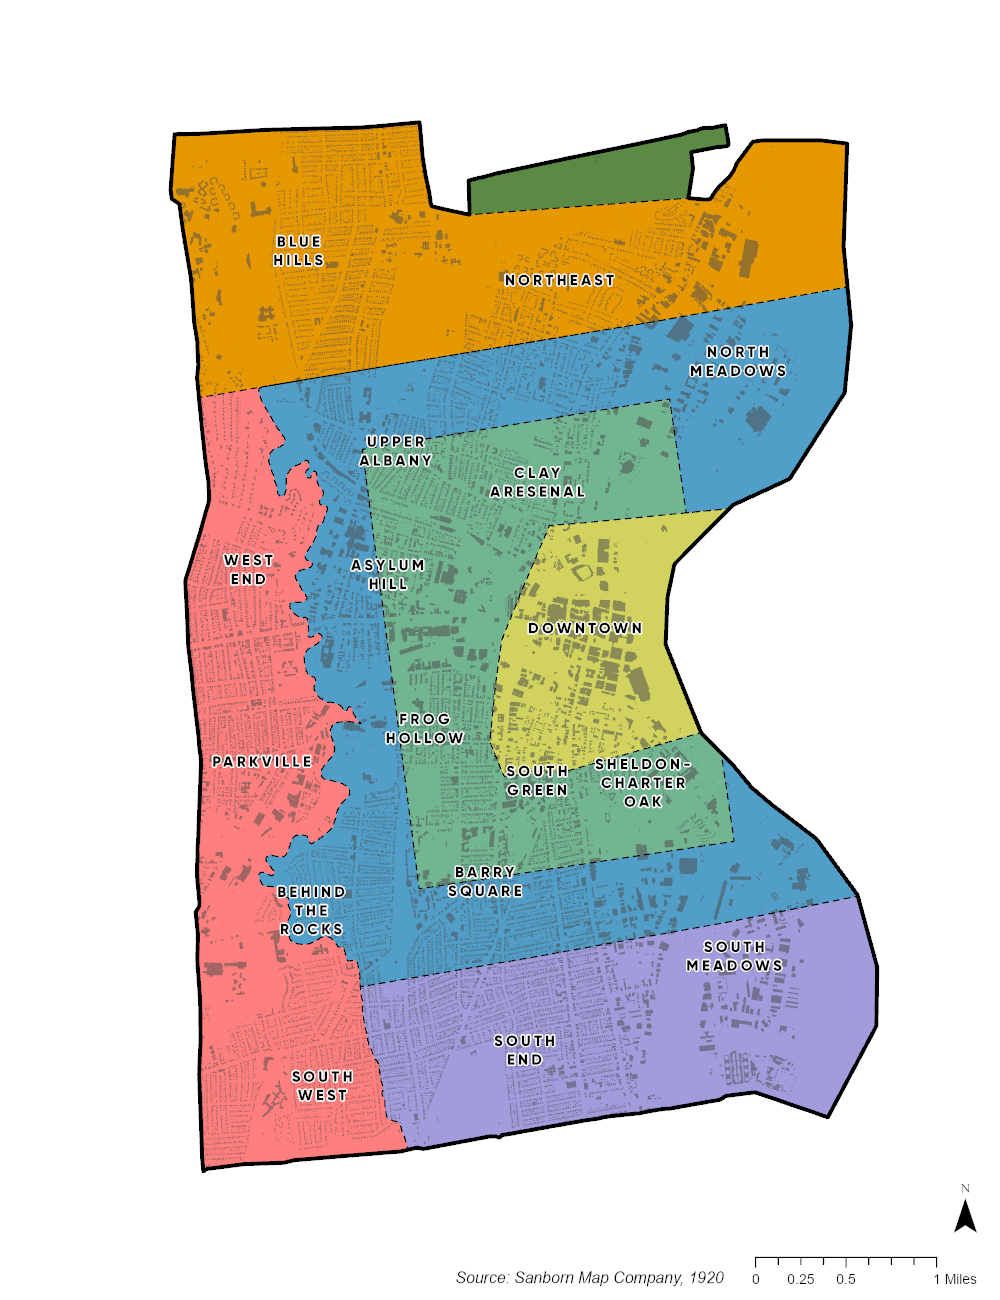 BLUE
HILLS
NORTHEAST
NORTH
MEADOWS
UPPER
ALBANY
CLAY
ARESENAL
WEST
END
ASYLUM
HILL
DOWNTOWN
FROG
HOLLOW
PARKVILLE
SOUTH
GREEN
SHELDON-
CHARTER
OAK
BARRY
SQUARE
BEHIND
THE
ROCKS
SOUTH
MEADOWS
SOUTH
END
SOUTH
WEST
N
Source: Sanborn Map Company, 1920
0 0.25 0.5 1 Miles